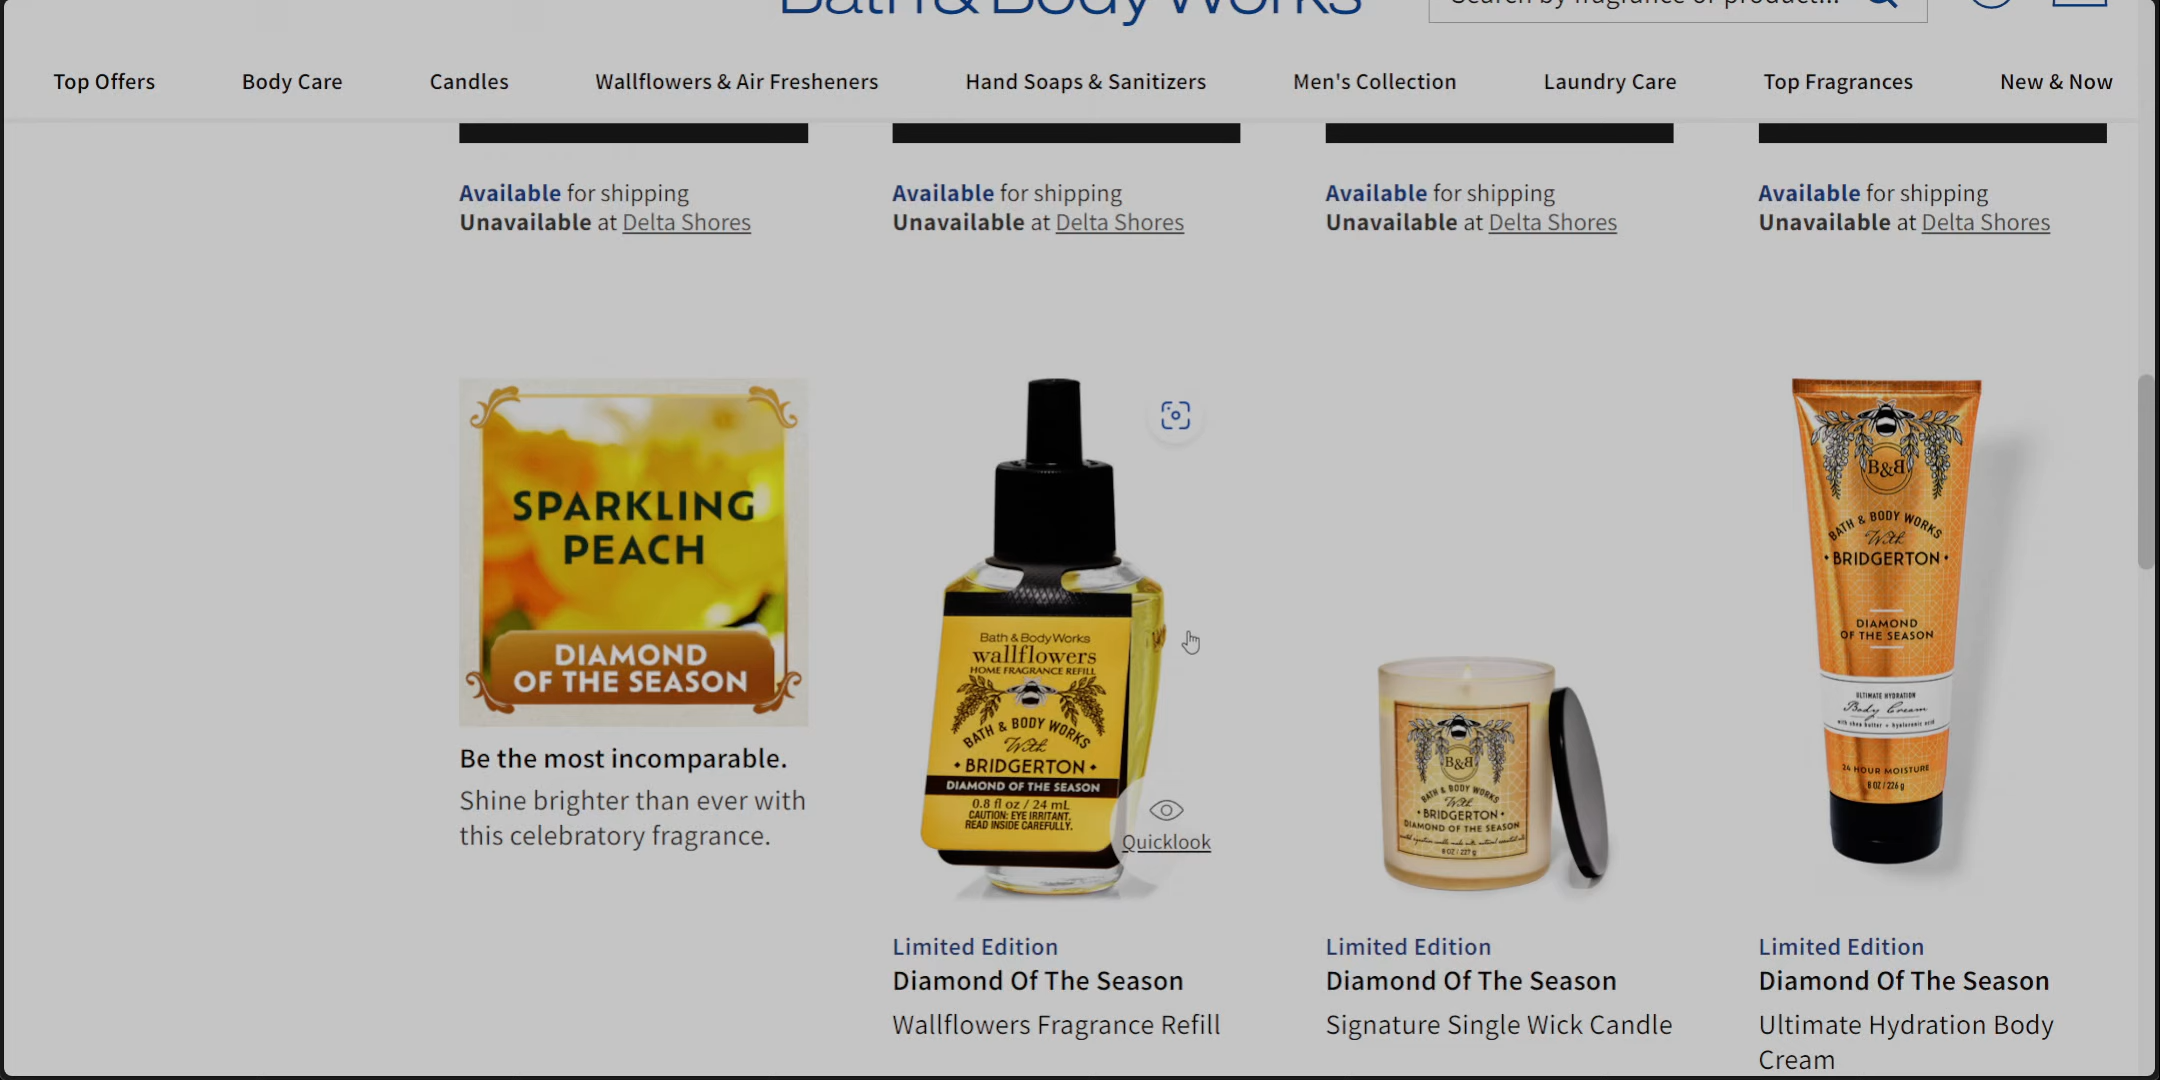 Bath & Body Works
Search by fragrance or product...
Top Offers
Body Care
Candles
Wallflowers & Air Fresheners
Hand Soaps & Sanitizers
Men's Collection
Laundry Care
Top Fragrances
New & Now
Available for shipping
Unavailable at Delta Shores
Available for shipping
Unavailable at Delta Shores
Available for shipping
Unavailable at Delta Shores
Available for shipping
Unavailable at Delta Shores
SPARKLING
PEACH
DIAMOND
OF THE SEASON
Be the most incomparable.
Shine brighter than ever with
this celebratory fragrance.
Bath & Body Works
wallflowers
HOME FRAGRANCE REFILL
BATH & BODY WORKS
With
• BRIDGERTON •
DIAMOND OF THE SEASON
0.8 fl oz / 24 mL
CAUTION: EYE IRRITANT.
READ INSIDE CAREFULLY.
Quicklook
Limited Edition
Diamond Of The Season
Wallflowers Fragrance Refill
B&B
BATH & BODY WORKS
With
• BRIDGERTON •
DIAMOND OF THE SEASON
8 OZ / 227 g
Limited Edition
Diamond Of The Season
Signature Single Wick Candle
B&B
BATH & BODY WORKS
With
• BRIDGERTON •
DIAMOND
OF THE SEASON
ULTIMATE HYDRATION
Body Cream
with shea butter + hyaluronic acid
24 HOUR MOISTURE
8 OZ / 226 g
Limited Edition
Diamond Of The Season
Ultimate Hydration Body
Cream